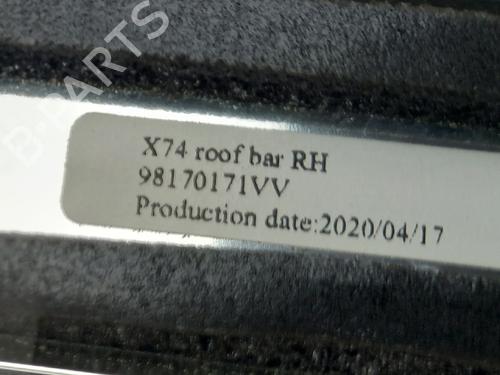 B-PARTS
X74 roof bar RH
98170171VV
Production date:2020/04/17